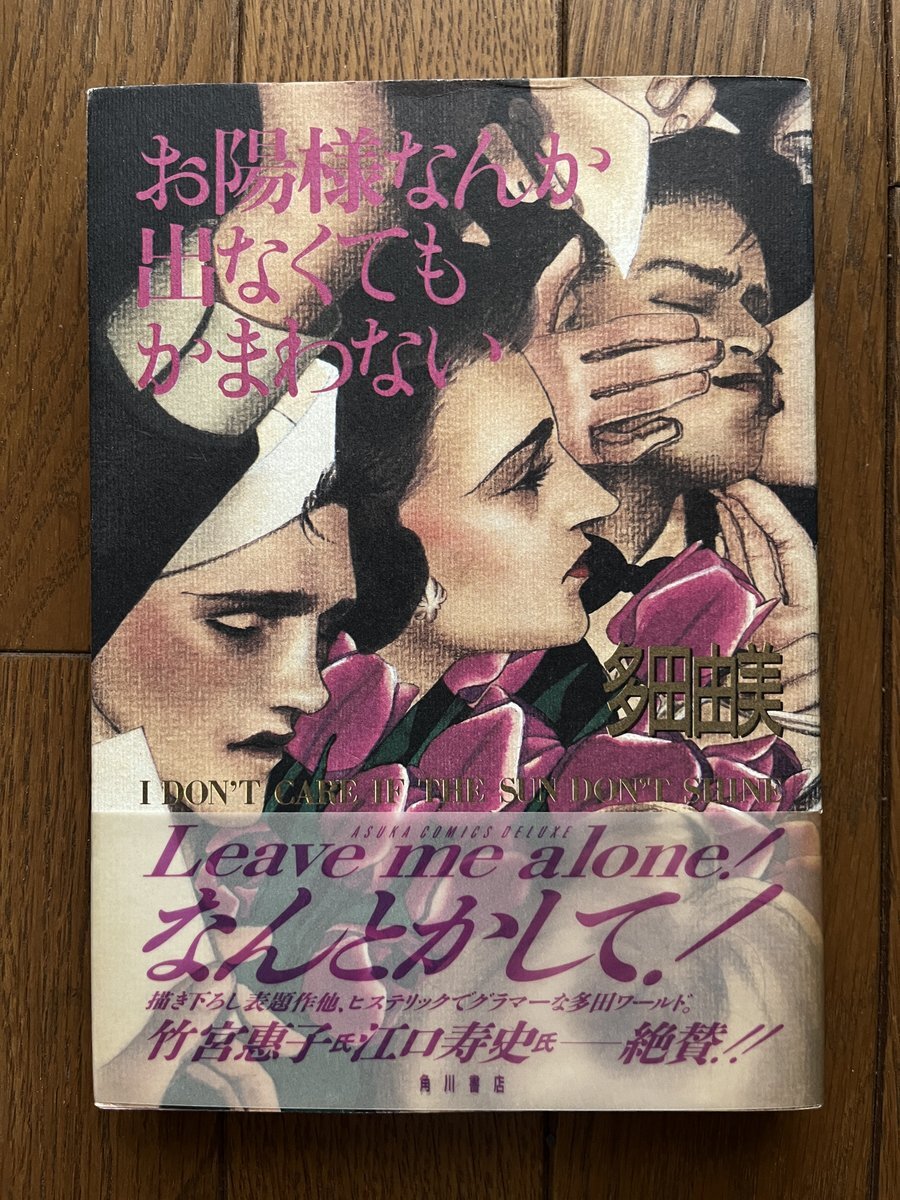 お陽様なんか
出なくても
かまわない
多田由美
I DON'T CARE IF THE SUN DON'T SHINE
ASUKA COMICS DELUXE
Leave me alone!
なんとかして!
描き下ろし表題作他、ヒステリックでグラマーな多田ワールド。
竹宮惠子氏・江口寿史氏──絶賛!!
角川書店